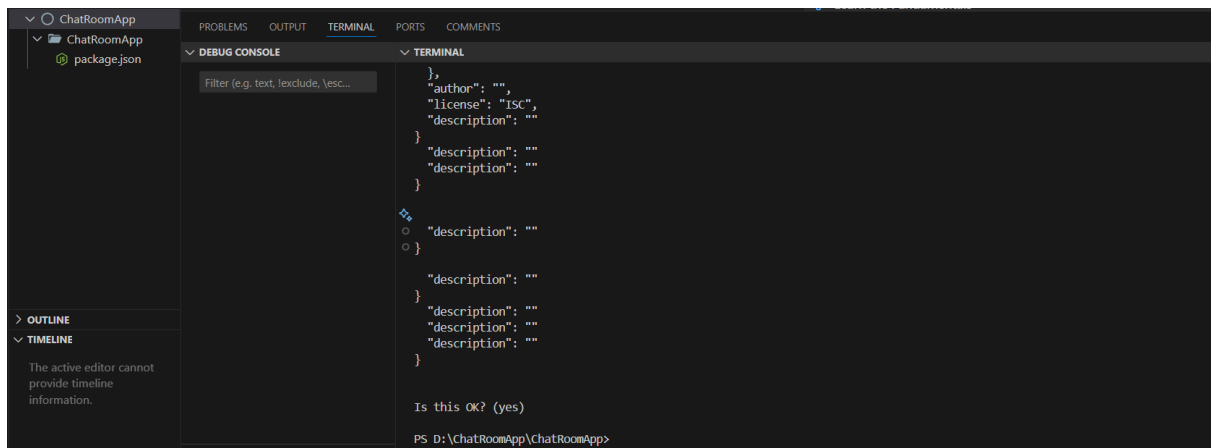 ChatRoomApp
ChatRoomApp
package.json
OUTLINE
TIMELINE
The active editor cannot
provide timeline
information.
PROBLEMS OUTPUT TERMINAL PORTS COMMENTS
DEBUG CONSOLE
Filter (e.g. text, !exclude, \esc...
TERMINAL
},
"author": "",
"license": "ISC",
"description": ""
}
"description": ""
"description": ""
}
"description": ""
}
"description": ""
}
"description": ""
"description": ""
"description": ""
}
Is this OK? (yes)
PS D:\ChatRoomApp\ChatRoomApp>